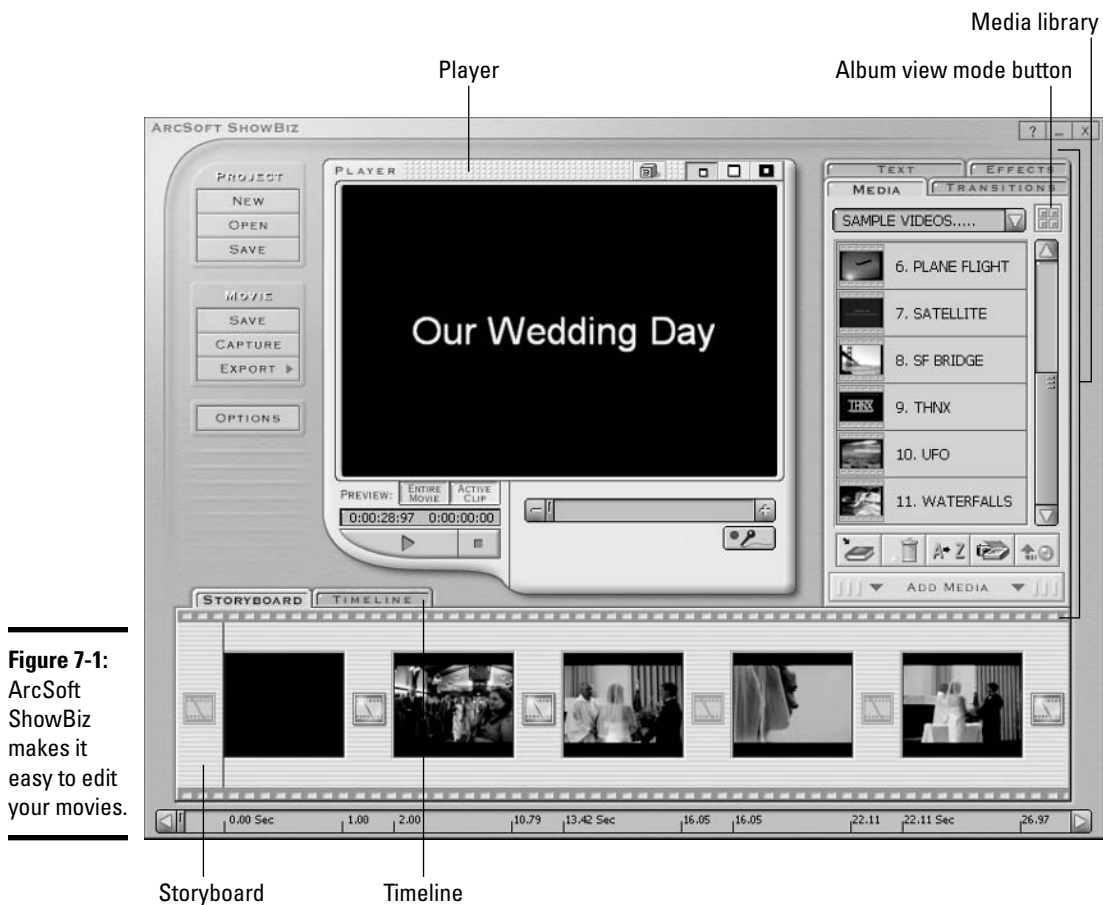 Media library
Player
Album view mode button
ARCSOFT SHOWBIZ
? _ X
PROJECT
NEW
OPEN
SAVE
MOVIE
SAVE
CAPTURE
EXPORT
OPTIONS
PLAYER
Our Wedding Day
PREVIEW: ENTIRE MOVIE ACTIVE CLIP
0:00:28:97 0:00:00:00
TEXT EFFECTS
MEDIA TRANSITIONS
SAMPLE VIDEOS.....
6. PLANE FLIGHT
7. SATELLITE
8. SF BRIDGE
THNX
9. THNX
10. UFO
11. WATERFALLS
A Z
ADD MEDIA
STORYBOARD TIMELINE
0.00 Sec 1.00 2.00 10.79 13.42 Sec 16.05 16.05 22.11 22.11 Sec 26.97
Figure 7-1:
ArcSoft
ShowBiz
makes it
easy to edit
your movies.
Storyboard
Timeline